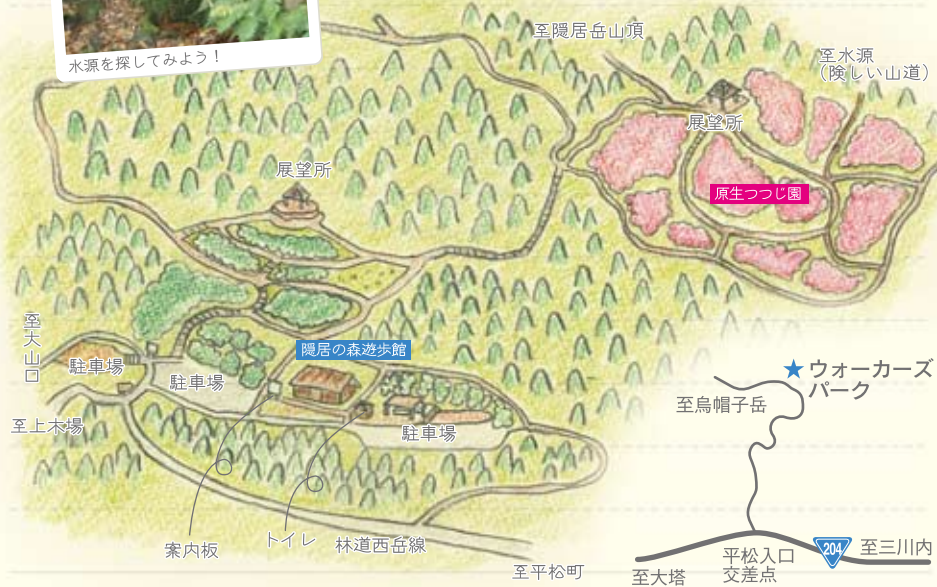 水源を探してみよう！
至隠居岳山頂
至水源
（険しい山道）
展望所
原生つつじ園
展望所
至大山口
駐車場
駐車場
隠居の森遊歩館
至上木場
駐車場
案内板
トイレ
林道西岳線
至平松町
★ウォーカーズ
パーク
至烏帽子岳
平松入口
交差点
204
至三川内
至大塔